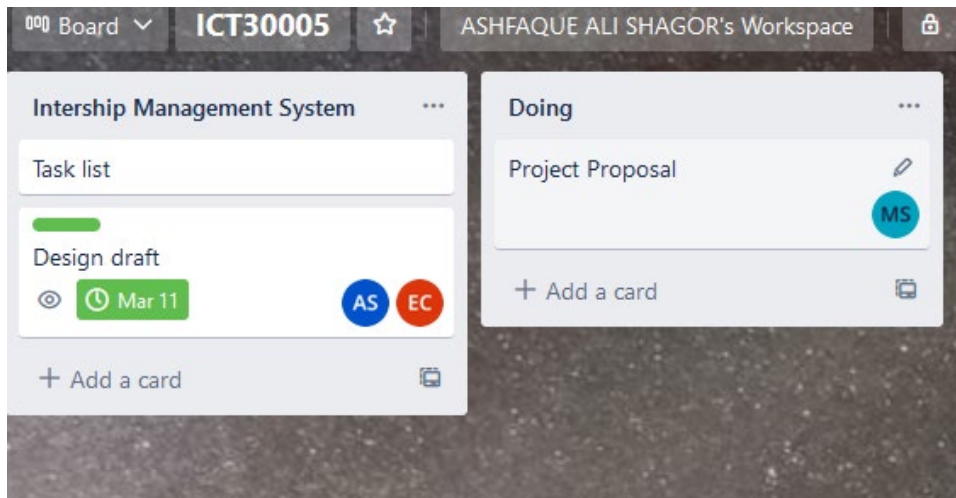 Board
ICT30005
ASHFAQUE ALI SHAGOR's Workspace
Intership Management System
Task list
Design draft
Mar 11
AS
EC
+ Add a card
Doing
Project Proposal
MS
+ Add a card